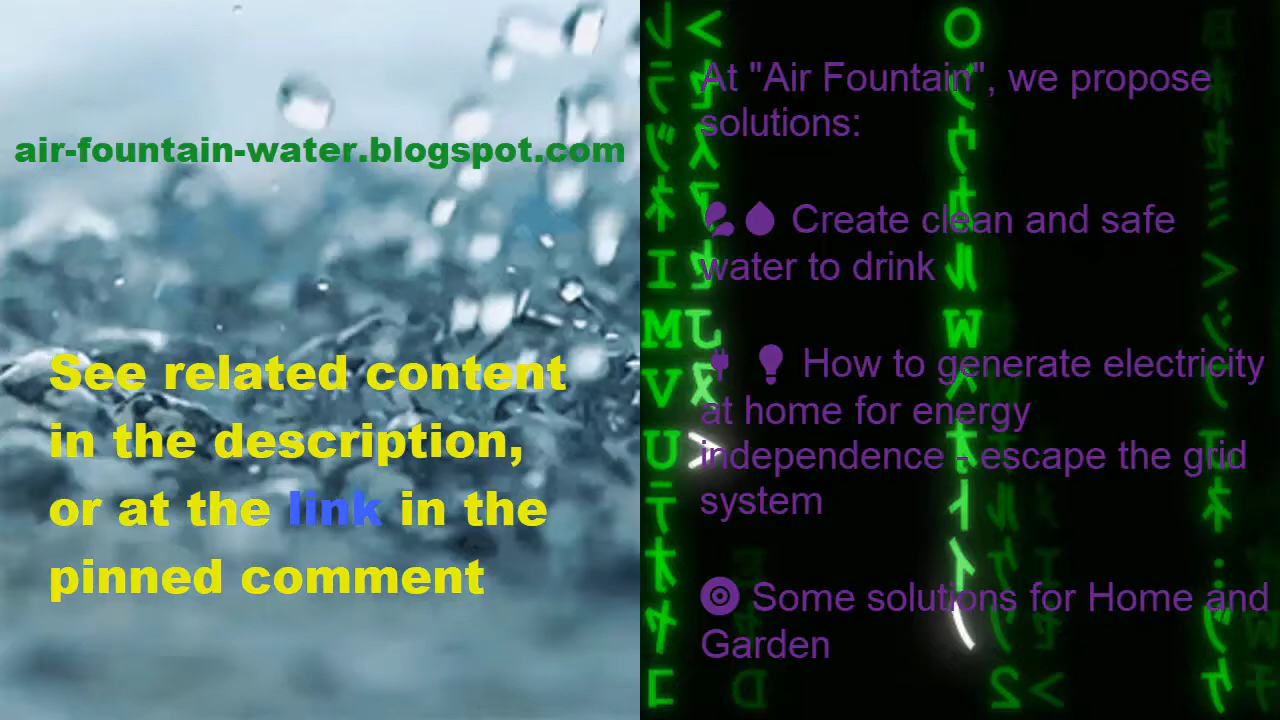 air-fountain-water.blogspot.com
See related content
in the description,
or at the link in the
pinned comment
At "Air Fountain", we propose
solutions:
💦💧 Create clean and safe
water to drink
🔌 💡 How to generate electricity
at home for energy
independence - escape the grid
system
🎯 Some solutions for Home and
Garden